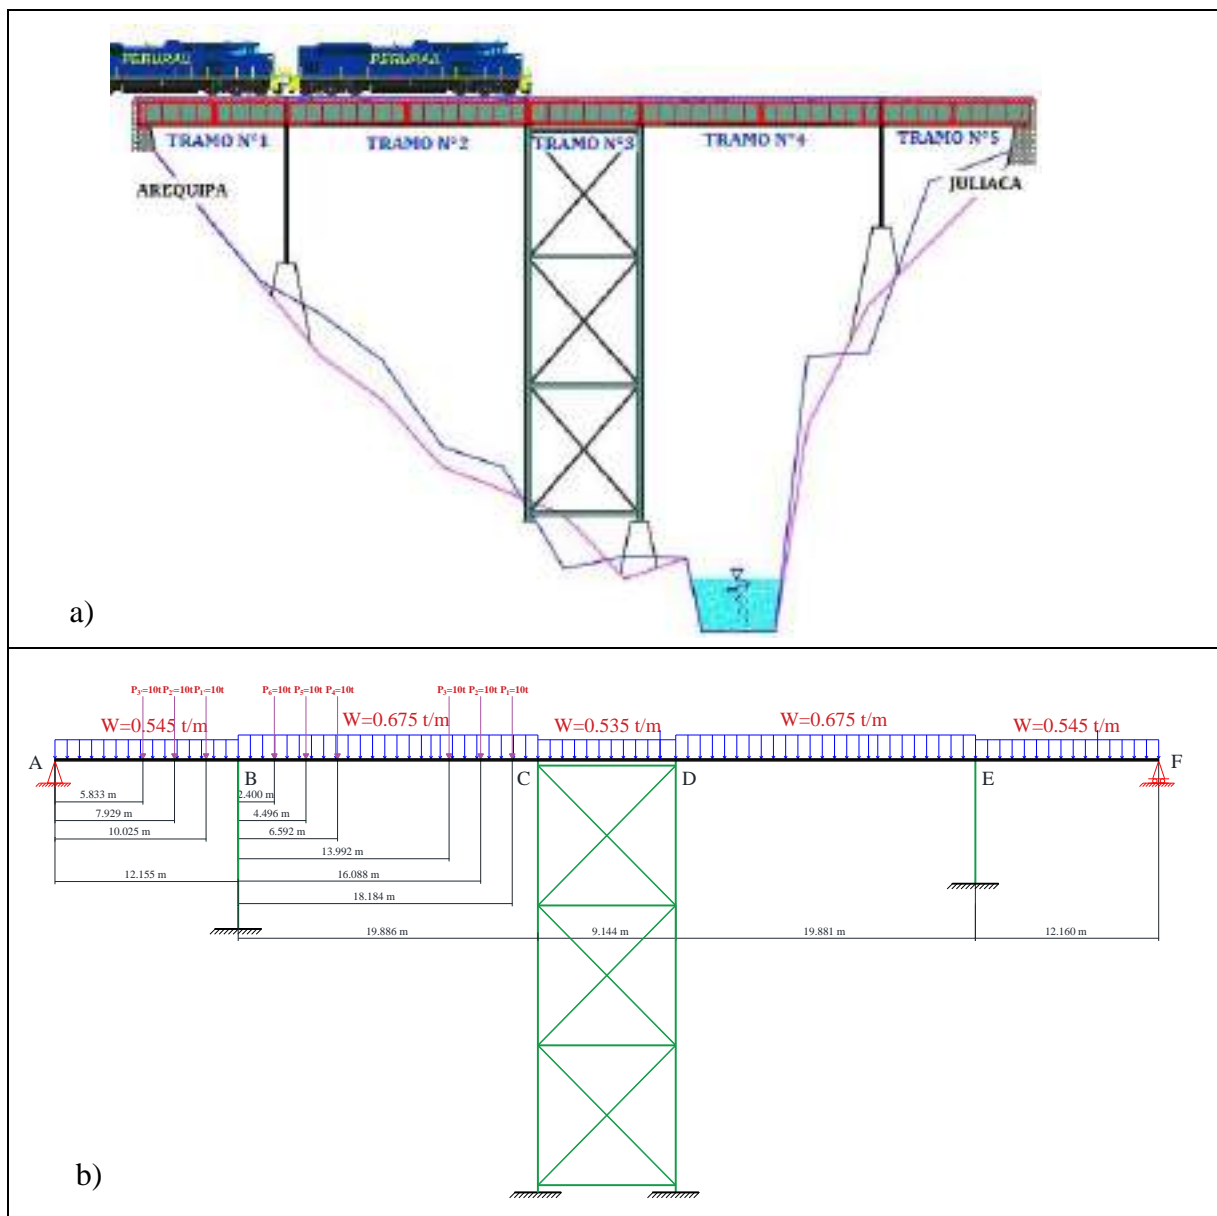 PERURAIL PERURAIL
TRAMO N°1 TRAMO N°2 TRAMO N°3 TRAMO N°4 TRAMO N°5
AREQUIPA JULIACA
a)
P₃=10t P₂=10t P₁=10t P₆=10t P₅=10t P₄=10t P₃=10t P₂=10t P₁=10t
W=0.545 t/m W=0.675 t/m W=0.535 t/m W=0.675 t/m W=0.545 t/m
A B C D E F
5.833 m 2.400 m
7.929 m 4.496 m
10.025 m 6.592 m
13.992 m
12.155 m 16.088 m
18.184 m
19.886 m 9.144 m 19.881 m 12.160 m
b)